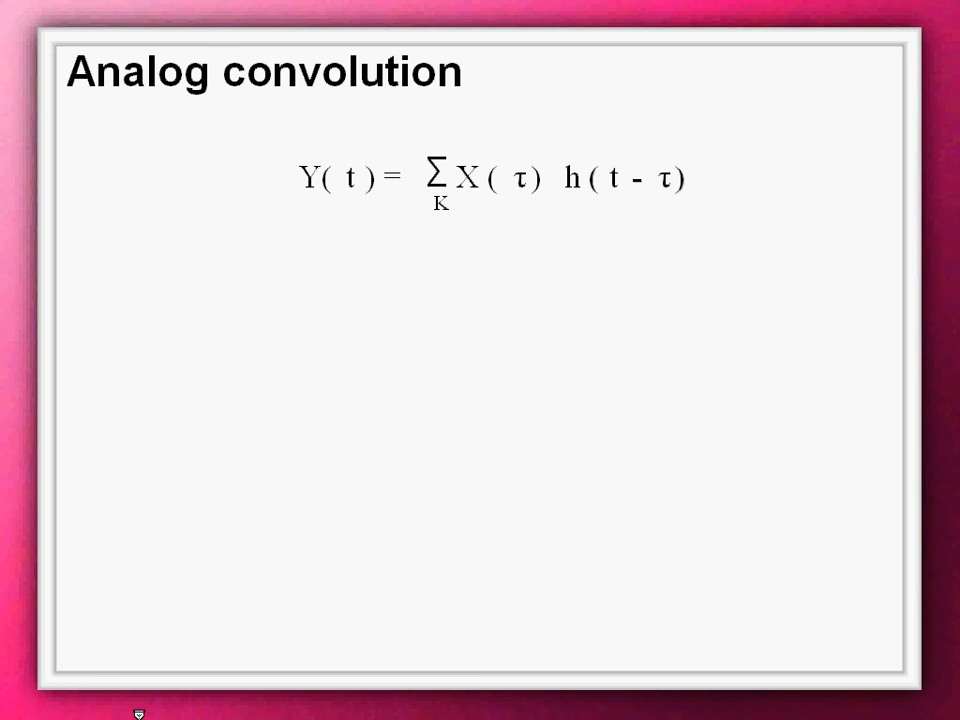 Analog convolution
Y( t ) = ∑ X ( τ ) h ( t - τ )
K